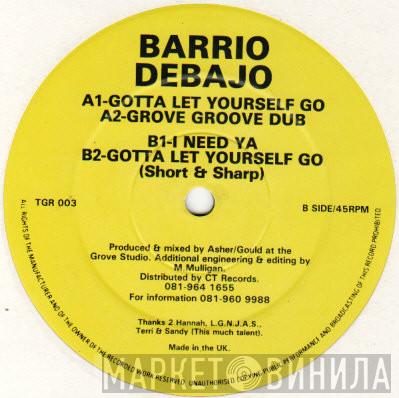 BARRIO
DEBAJO
A1-GOTTA LET YOURSELF GO
A2-GROVE GROOVE DUB
B1-I NEED YA
B2-GOTTA LET YOURSELF GO
(Short & Sharp)
TGR 003
B SIDE/45RPM
Produced & mixed by Asher/Gould at the
Grove Studio. Additional engineering & editing by
M Mulligan.
Distributed by CT Records.
081-964 1655
For information 081-960 9988
Thanks 2 Hannah, L.G.N.J.A.S..
Terri & Sandy (This much talent).
Made in the UK.
ALL RIGHTS OF THE MANUFACTURER AND OF THE OWNER OF THE RECORDED WORK RESERVED. UNAUTHORISED COPYING PUBLIC PERFORMANCE AND BROADCASTING OF THIS RECORD PROHIBITED.
МАРКЕТ ВИНИЛА